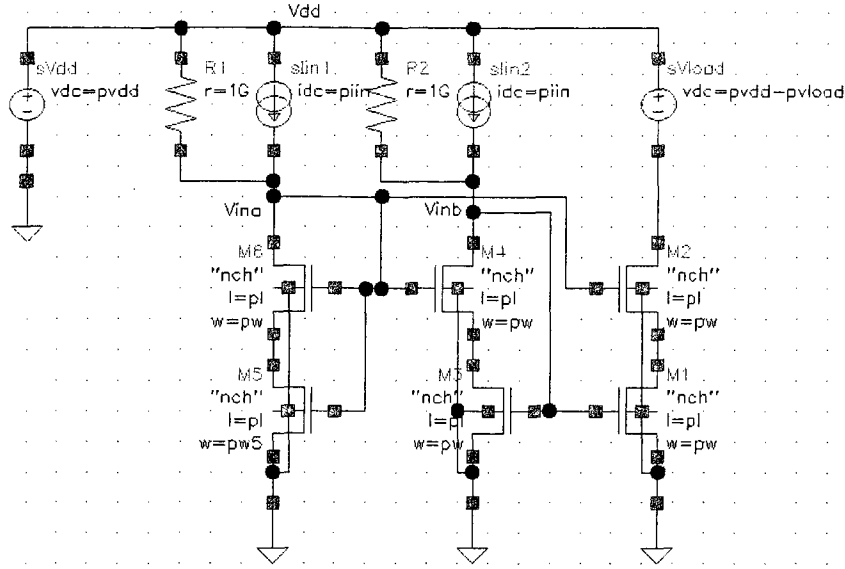 Vdd
sVdd
vdc=pvdd
R1
r=1G
sIin1
idc=piin
R2
r=1G
sIin2
idc=piin
sVload
vdc=pvdd-pvload
Vina
Vinb
M6
"nch"
l=pl
w=pw
M4
"nch"
l=pl
w=pw
M2
"nch"
l=pl
w=pw
M5
"nch"
l=pl
w=pw5
M3
"nch"
l=pl
w=pw
M1
"nch"
l=pl
w=pw